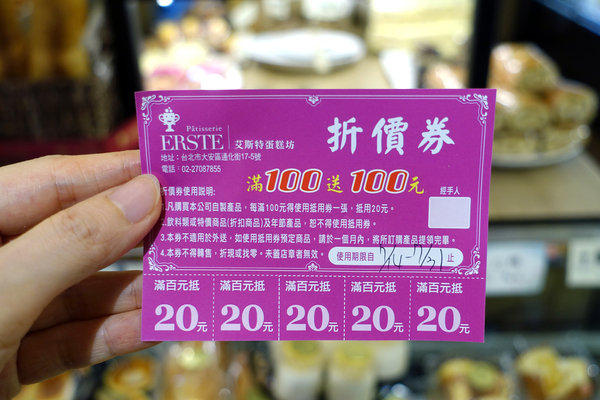 Pâtisserie
ERSTE 艾斯特蛋糕坊
地址：台北市大安區通化街17-5號
電話：02-27087855
折價券
滿100送100元
經手人
折價券使用說明：
1.凡購買本公司自製產品，每滿100元得使用抵用券一張，抵用20元。
2.飲料類或特價商品(折扣商品)及年節產品，恕不得使用抵用券。
3.本券不適用於外送，如使用抵用券預定商品，請於一個月內，將所訂購產品提領完畢。
4.本券不得轉售，折現或找零。未蓋店章者無效。
使用期限自 1/14-1/31 止
滿百元抵 滿百元抵 滿百元抵 滿百元抵 滿百元抵
20元 20元 20元 20元 20元